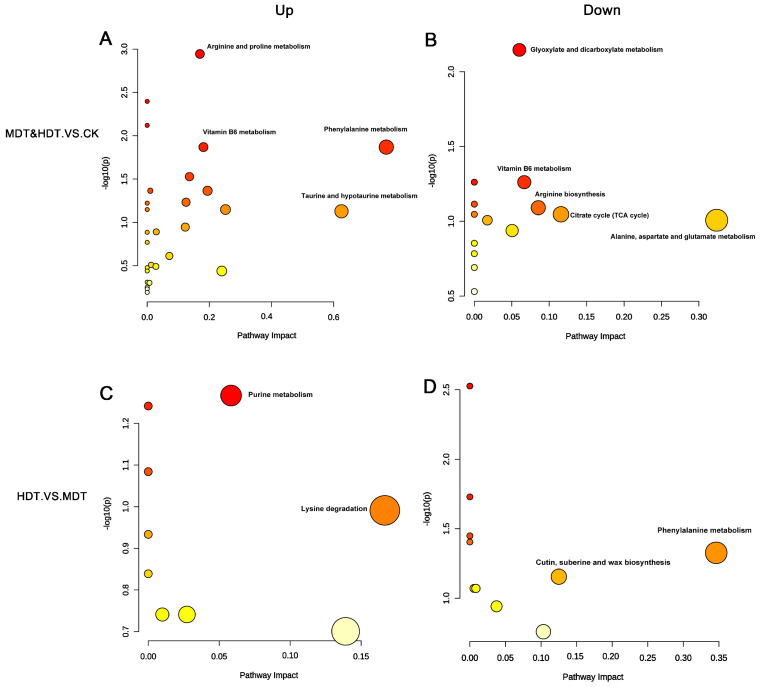 Up
Down
MDT&HDT.VS.CK
A
Arginine and proline metabolism
Vitamin B6 metabolism
Phenylalanine metabolism
Taurine and hypotaurine metabolism
-log10(p)
3.0
2.5
2.0
1.5
1.0
0.5
0.0
0.2
0.4
0.6
Pathway Impact
B
Glyoxylate and dicarboxylate metabolism
Vitamin B6 metabolism
Arginine biosynthesis
Citrate cycle (TCA cycle)
Alanine, aspartate and glutamate metabolism
-log10(p)
2.0
1.5
1.0
0.5
0.00
0.05
0.10
0.15
0.20
0.25
0.30
Pathway Impact
HDT.VS.MDT
C
Purine metabolism
Lysine degradation
-log10(p)
1.2
1.1
1.0
0.9
0.8
0.7
0.00
0.05
0.10
0.15
Pathway Impact
D
Phenylalanine metabolism
Cutin, suberine and wax biosynthesis
-log10(p)
2.5
2.0
1.5
1.0
0.00
0.05
0.10
0.15
0.20
0.25
0.30
0.35
Pathway Impact